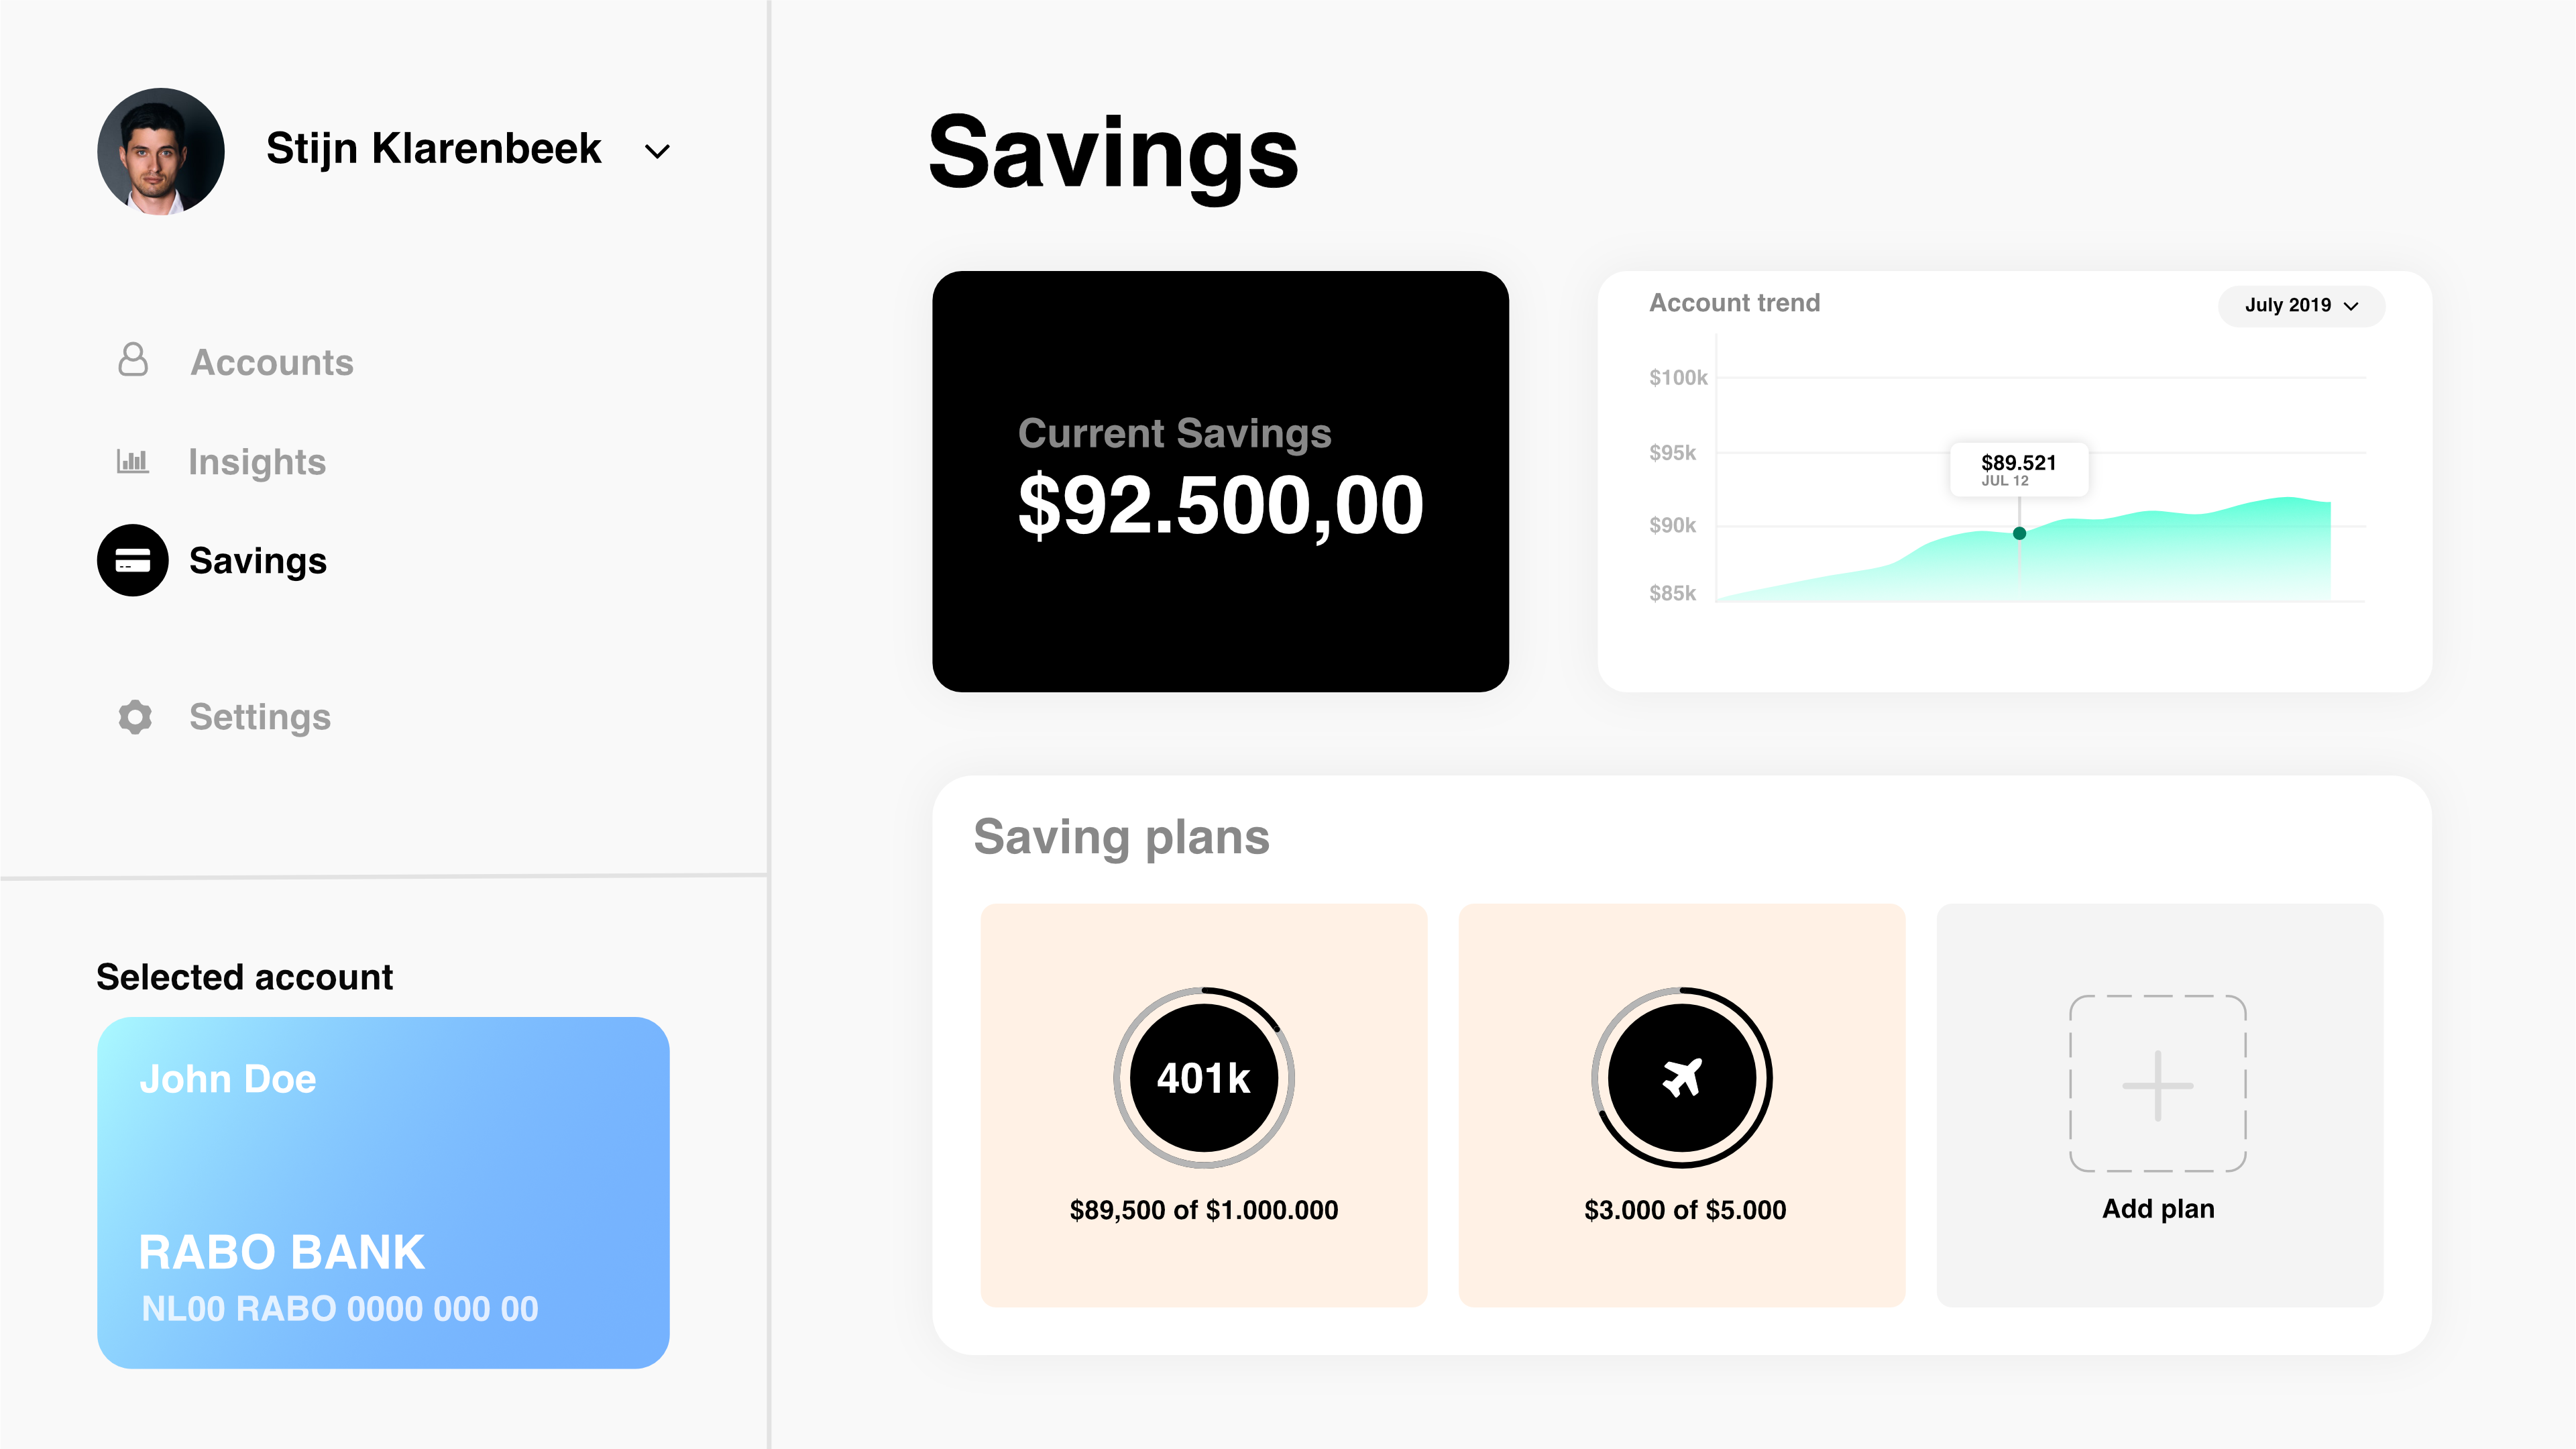 Stijn Klarenbeek
Accounts
Insights
Savings
Settings
Selected account
John Doe
RABO BANK
NL00 RABO 0000 000 00
Savings
Current Savings
$92.500,00
Account trend
July 2019
$100k
$95k
$90k
$85k
$89.521
JUL 12
Saving plans
401k
$89,500 of $1.000.000
$3.000 of $5.000
Add plan